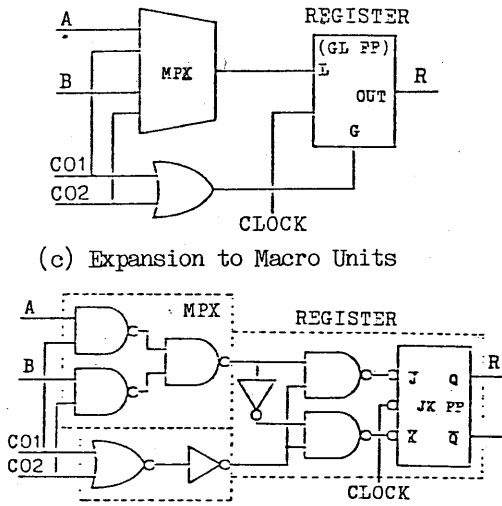 REGISTER
A
(GL FF)
MPX
L̅
R
B
OUT
G
CO1
CO2
CLOCK
(c) Expansion to Macro Units
A
MPX
REGISTER
B
J̅
Q
R
JK FF
CO1
K̅
Q̅
CO2
CLOCK